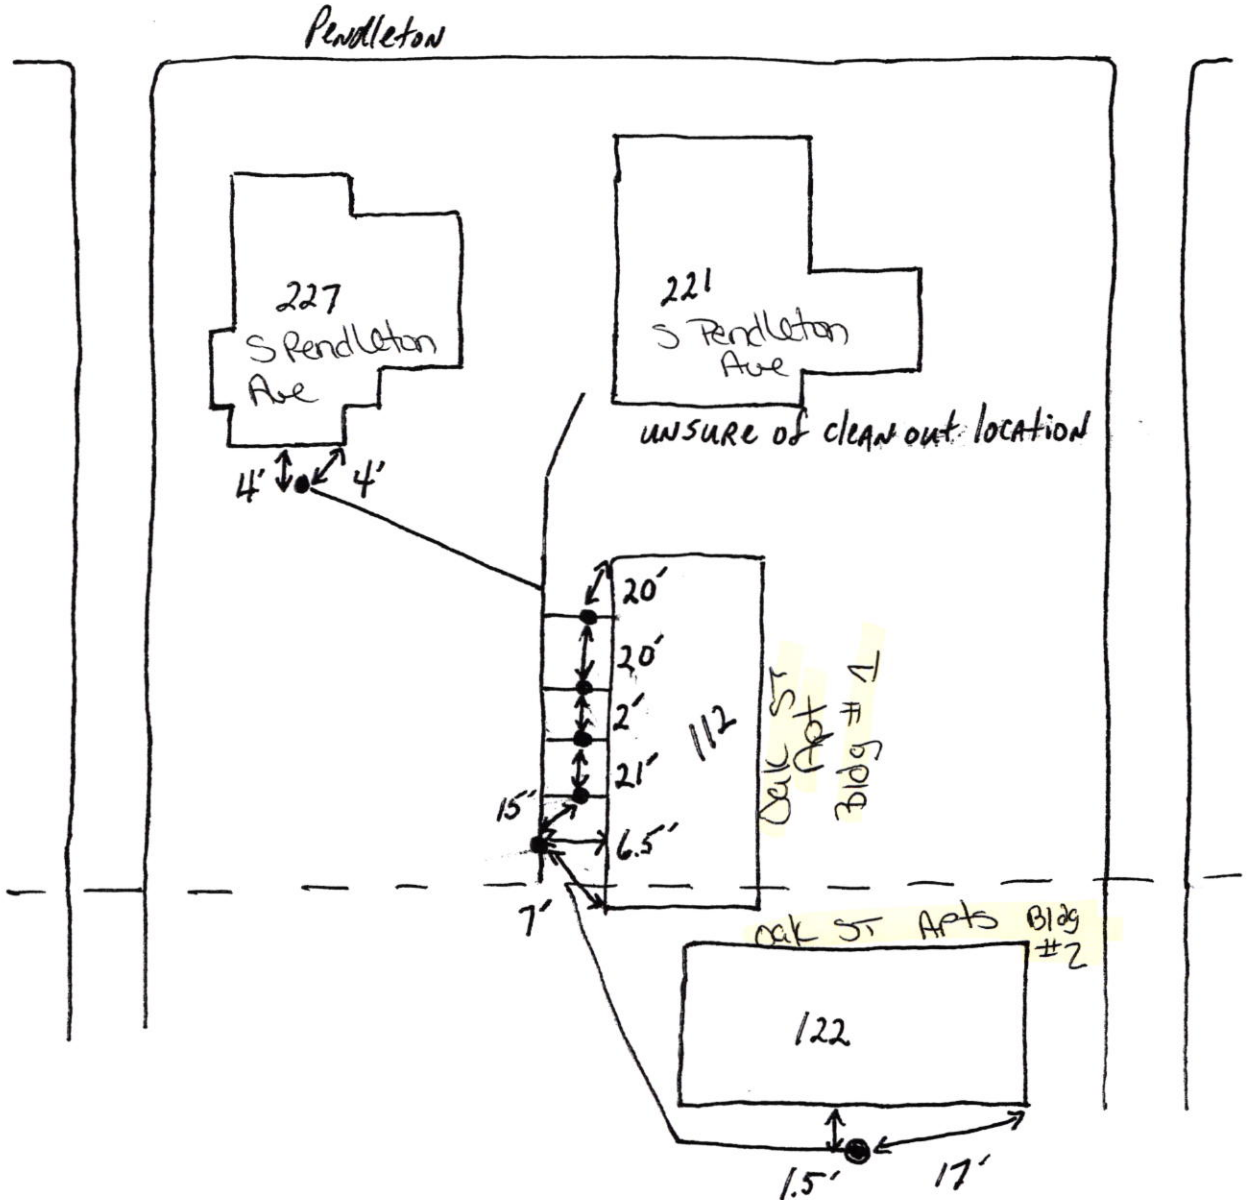 Pendleton
227
S Pendleton
Ave
221
S Pendleton
Ave
unsure of clean out location
4'
4'
20'
20'
2'
21'
15'
6.5'
7'
112
Oak ST
Apt
Bldg # 1
Oak ST Apts Bldg
#2
122
1.5'
17'